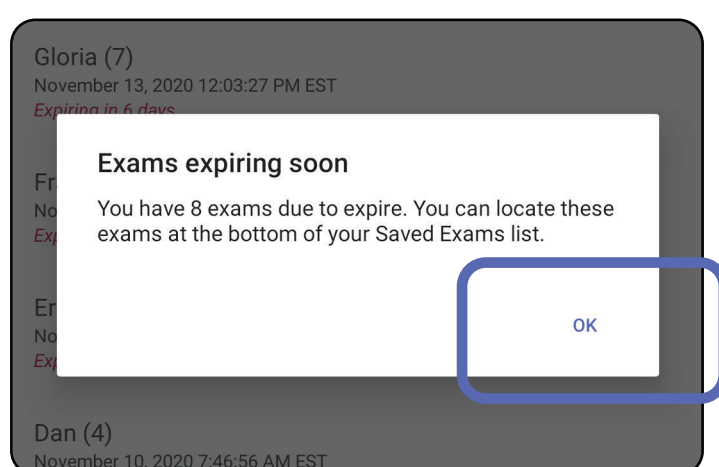 Gloria (7)
November 13, 2020 12:03:27 PM EST
Expiring in 6 days
Exams expiring soon
You have 8 exams due to expire. You can locate these
exams at the bottom of your Saved Exams list.
OK
Dan (4)
November 10, 2020 7:46:56 AM EST